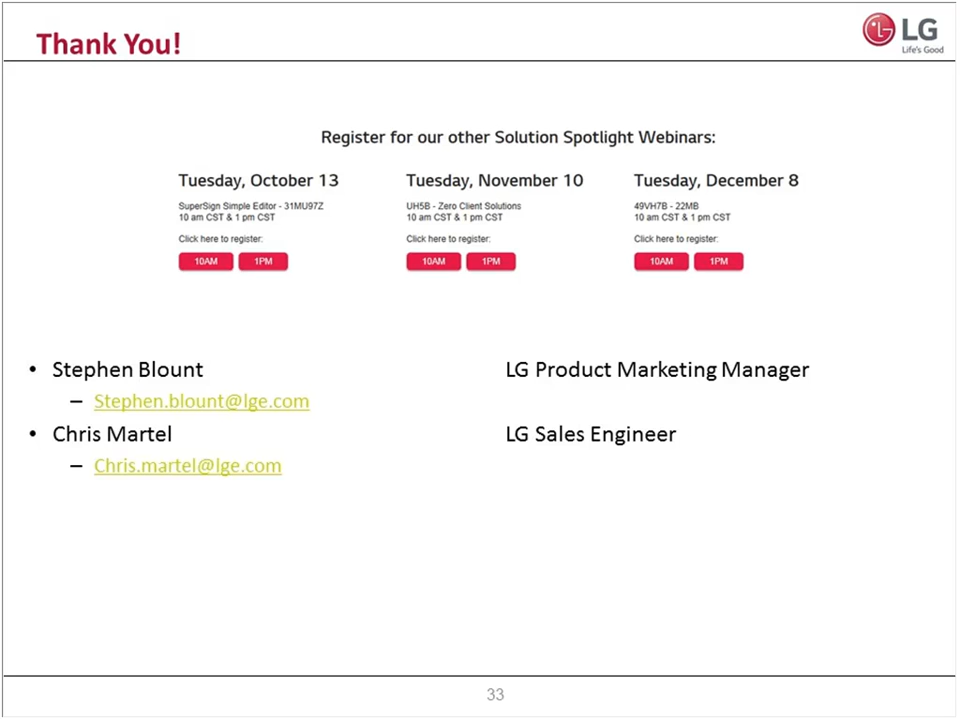 Thank You!
LG
Life's Good
Register for our other Solution Spotlight Webinars:
Tuesday, October 13
SuperSign Simple Editor - 31MU97Z
10 am CST & 1 pm CST
Click here to register:
10AM 1PM
Tuesday, November 10
UH5B - Zero Client Solutions
10 am CST & 1 pm CST
Click here to register:
10AM 1PM
Tuesday, December 8
49VH7B - 22MB
10 am CST & 1 pm CST
Click here to register:
10AM 1PM
• Stephen Blount LG Product Marketing Manager
– Stephen.blount@lge.com
• Chris Martel LG Sales Engineer
– Chris.martel@lge.com
33